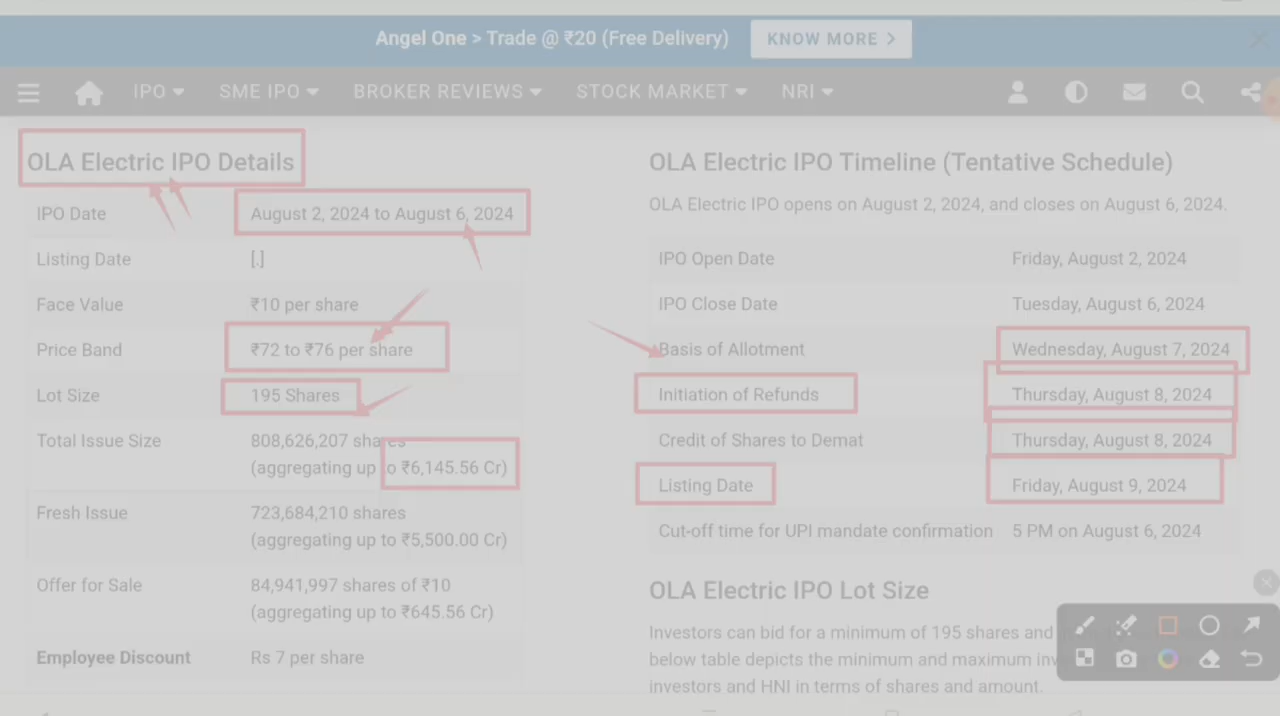 Angel One > Trade @ ₹20 (Free Delivery)
KNOW MORE >
IPO SME IPO BROKER REVIEWS STOCK MARKET NRI
OLA Electric IPO Details
IPO Date August 2, 2024 to August 6, 2024
Listing Date [.]
Face Value ₹10 per share
Price Band ₹72 to ₹76 per share
Lot Size 195 Shares
Total Issue Size 808,626,207 shares
(aggregating up to ₹6,145.56 Cr)
Fresh Issue 723,684,210 shares
(aggregating up to ₹5,500.00 Cr)
Offer for Sale 84,941,997 shares of ₹10
(aggregating up to ₹645.56 Cr)
Employee Discount Rs 7 per share
OLA Electric IPO Timeline (Tentative Schedule)
OLA Electric IPO opens on August 2, 2024, and closes on August 6, 2024.
IPO Open Date Friday, August 2, 2024
IPO Close Date Tuesday, August 6, 2024
Basis of Allotment Wednesday, August 7, 2024
Initiation of Refunds Thursday, August 8, 2024
Credit of Shares to Demat Thursday, August 8, 2024
Listing Date Friday, August 9, 2024
Cut-off time for UPI mandate confirmation 5 PM on August 6, 2024
OLA Electric IPO Lot Size
Investors can bid for a minimum of 195 shares and
below table depicts the minimum and maximum
investors and HNI in terms of shares and amount.